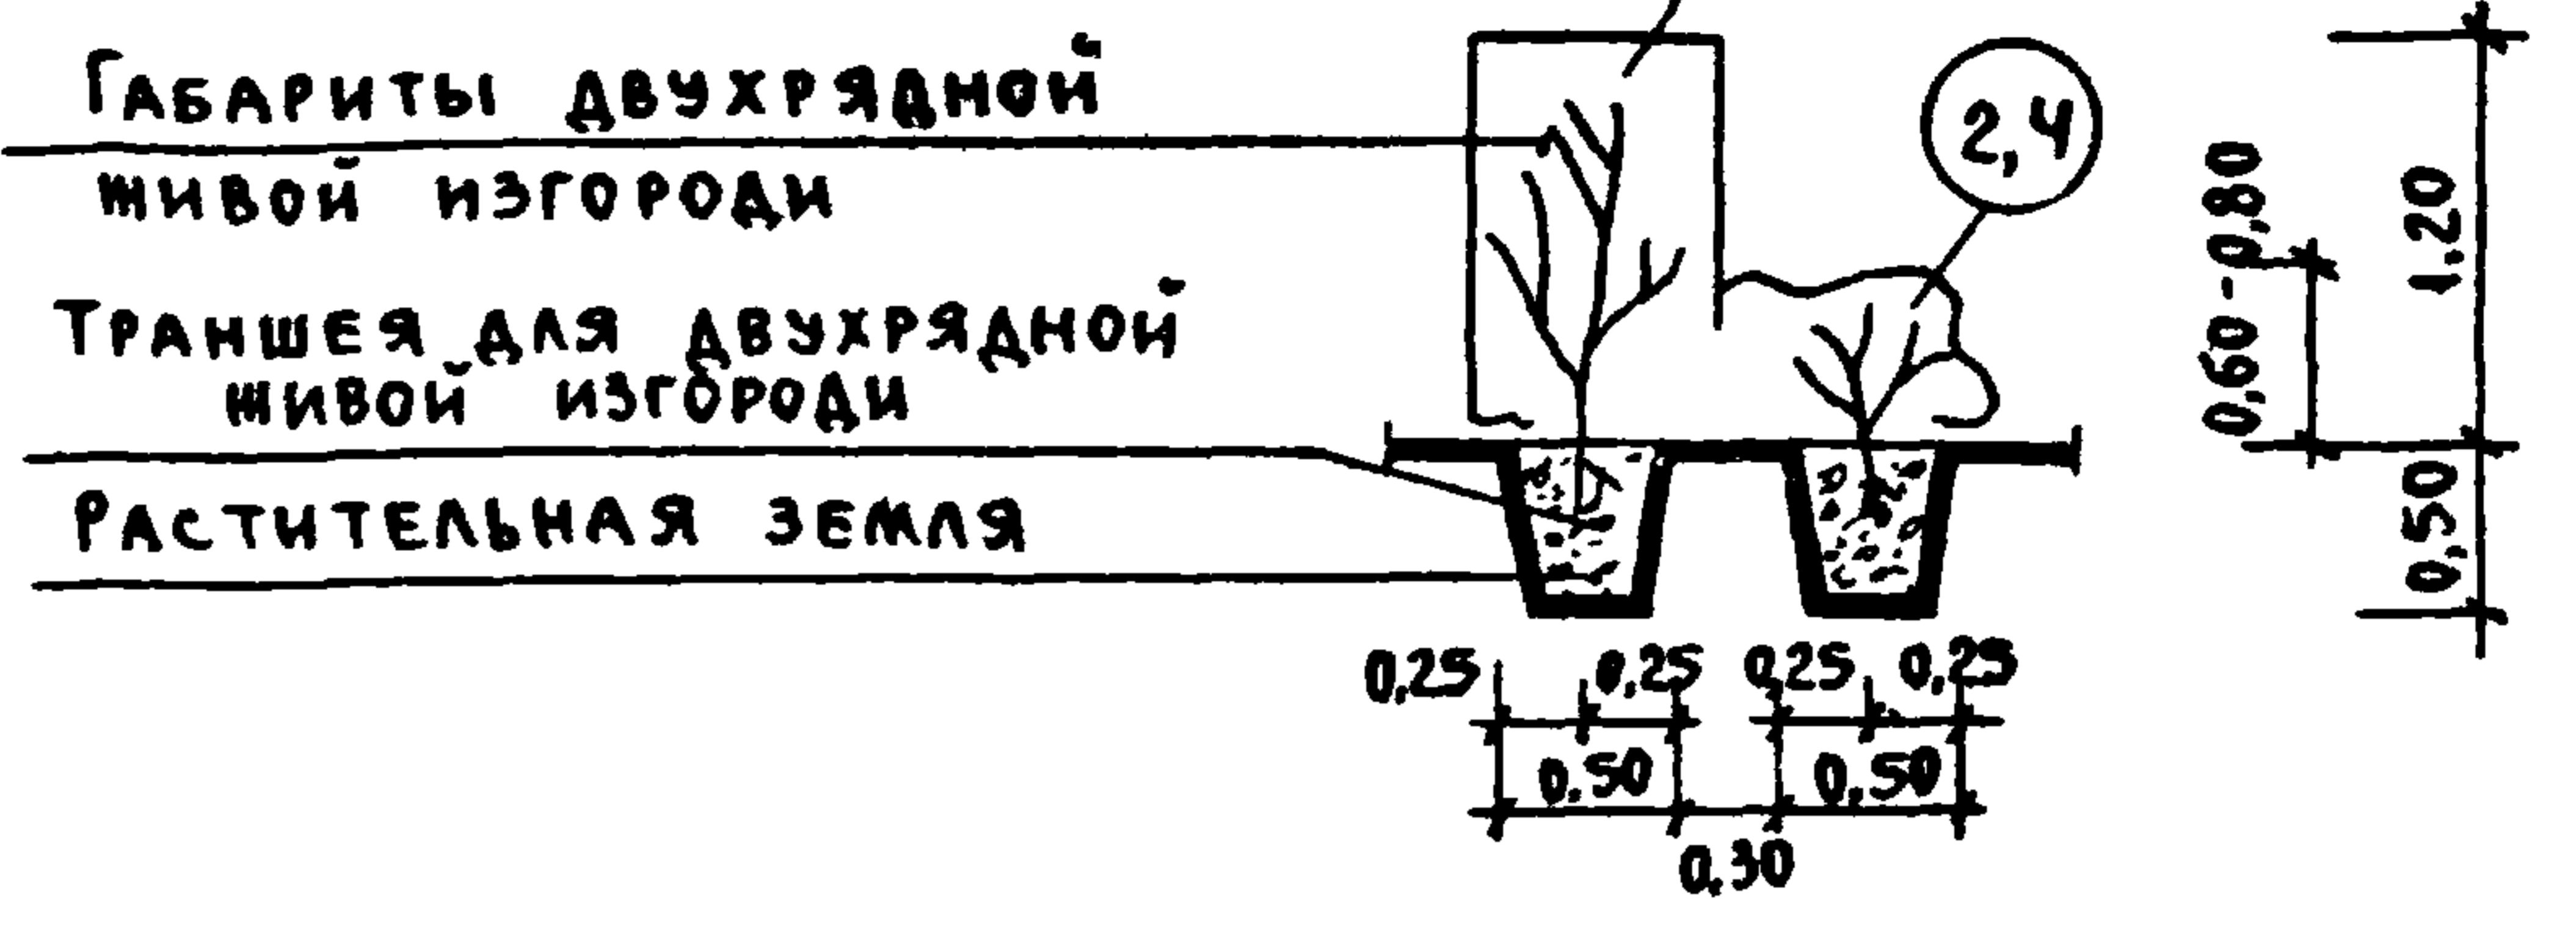 Габариты двухрядной
живой изгороди
Траншея для двухрядной
живой изгороди
Растительная земля
2,4
0,60-0,80
1,20
0,50
0,25 0,25 0,25 0,25
0.50 0,50
0,30